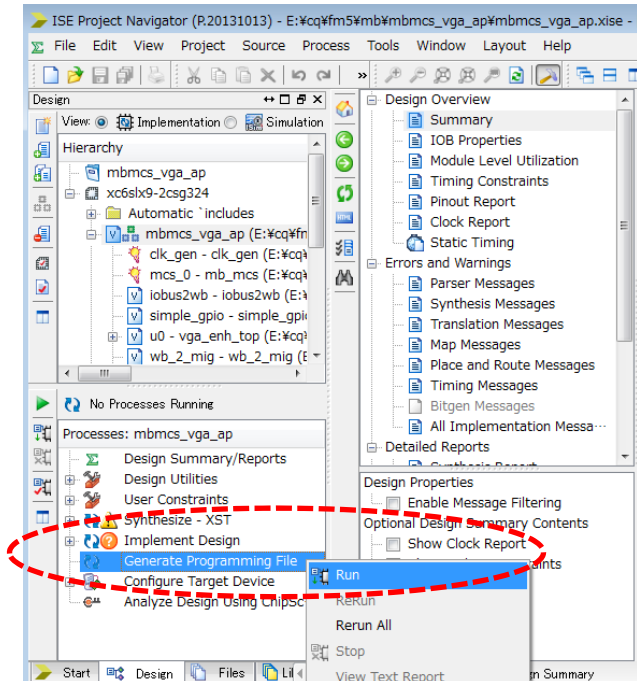 ISE Project Navigator (P.20131013) - E:¥cq¥fm5¥mb¥mbmcs_vga_ap¥mbmcs_vga_ap.xise -
File Edit View Project Source Process Tools Window Layout Help
Design
View: Implementation Simulation
Hierarchy
mbmcs_vga_ap
xc6slx9-2csg324
Automatic `includes
mbmcs_vga_ap (E:¥cq¥fm
clk_gen - clk_gen (E:¥cq¥
mcs_0 - mb_mcs (E:¥cq¥
iobus2wb - iobus2wb (E:¥
simple_gpio - simple_gpio
u0 - vga_enh_top (E:¥cq¥
wb_2_mig - wb_2_mig (E
No Processes Running
Processes: mbmcs_vga_ap
Design Summary/Reports
Design Utilities
User Constraints
Synthesize - XST
Implement Design
Generate Programming File
Configure Target Device
Analyze Design Using ChipSc
Start Design Files
Design Overview
Summary
IOB Properties
Module Level Utilization
Timing Constraints
Pinout Report
Clock Report
Static Timing
Errors and Warnings
Parser Messages
Synthesis Messages
Translation Messages
Map Messages
Place and Route Messages
Timing Messages
Bitgen Messages
All Implementation Messa…
Detailed Reports
Design Properties
Enable Message Filtering
Optional Design Summary Contents
Show Clock Report
aints
Run
ReRun
Rerun All
Stop
View Text Report
gn Summary